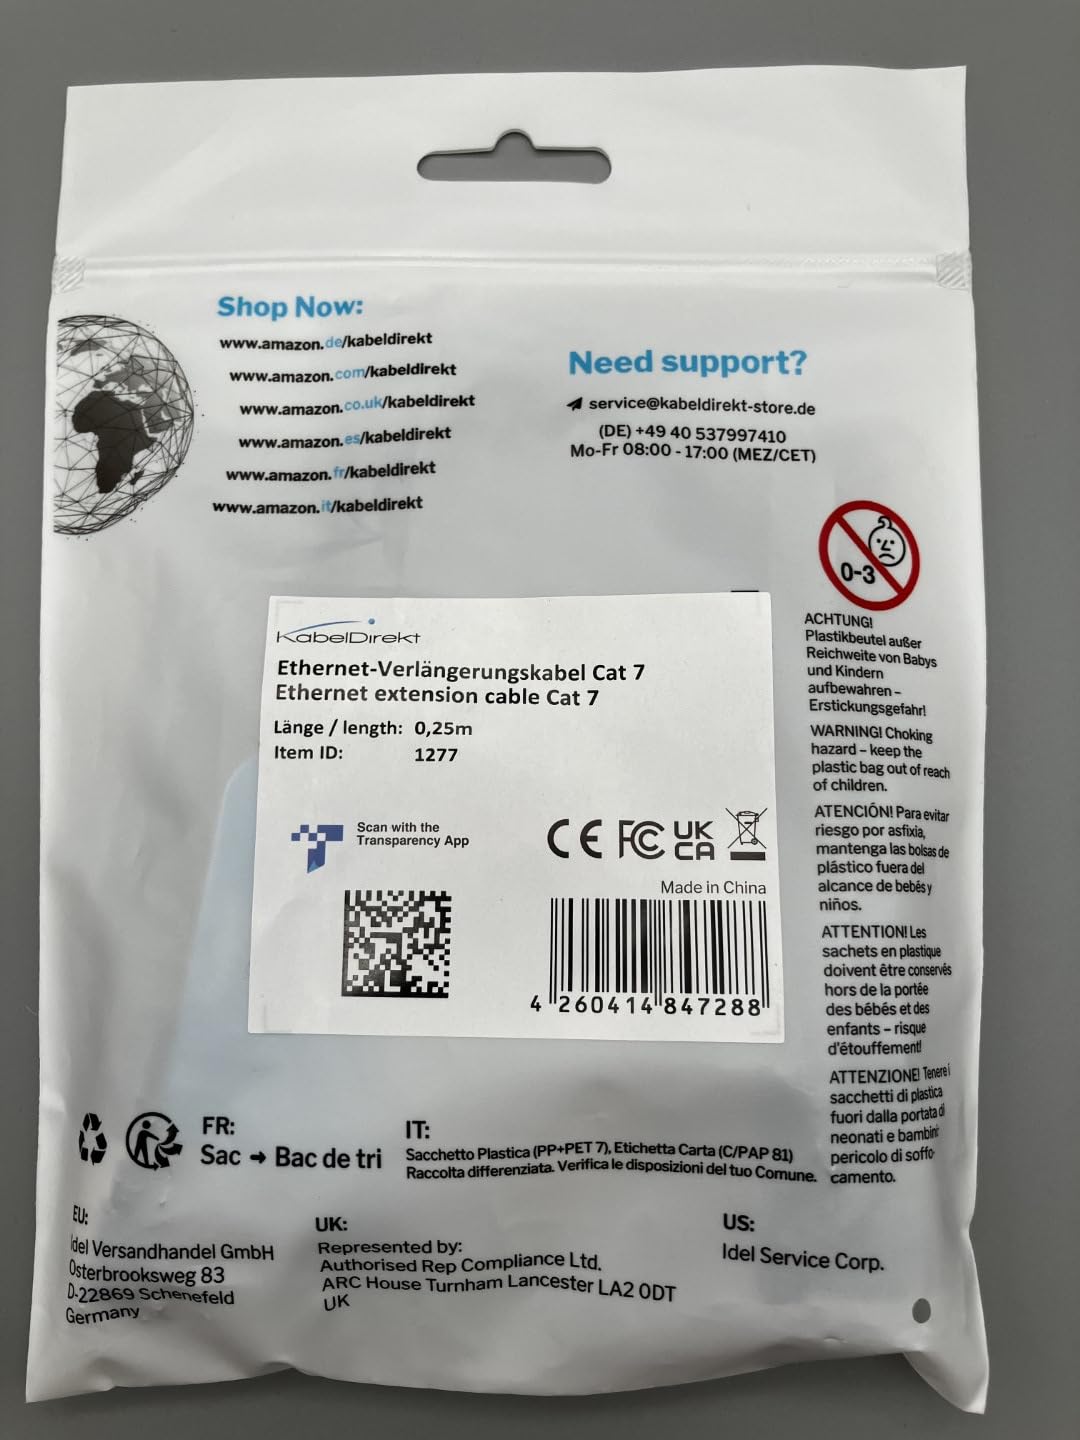 Shop Now:
www.amazon.de/kabeldirekt
www.amazon.com/kabeldirekt
www.amazon.co.uk/kabeldirekt
www.amazon.es/kabeldirekt
www.amazon.fr/kabeldirekt
www.amazon.it/kabeldirekt
Need support?
service@kabeldirekt-store.de
(DE) +49 40 537997410
Mo-Fr 08:00 - 17:00 (MEZ/CET)
0-3
ACHTUNG!
Plastikbeutel außer
Reichweite von Babys
und Kindern
aufbewahren –
Erstickungsgefahr!
WARNING! Choking
hazard – keep the
plastic bag out of reach
of children.
ATENCIÓN! Para evitar
riesgo por asfixia,
mantenga las bolsas de
plástico fuera del
alcance de bebés y
niños.
ATTENTION! Les
sachets en plastique
doivent être conservés
hors de la portée
des bébés et des
enfants – risque
d'étouffement!
ATTENZIONE! Tenere i
sacchetti di plastica
fuori dalla portata di
neonati e bambini:
pericolo di soffo-
camento.
KabelDirekt
Ethernet-Verlängerungskabel Cat 7
Ethernet extension cable Cat 7
Länge / length: 0,25m
Item ID: 1277
Scan with the
Transparency App
CE FC UK CA
Made in China
4 260414 847288
FR:
Sac → Bac de tri
IT:
Sacchetto Plastica (PP+PET 7), Etichetta Carta (C/PAP 81)
Raccolta differenziata. Verifica le disposizioni del tuo Comune.
EU:
Idel Versandhandel GmbH
Osterbrooksweg 83
D-22869 Schenefeld
Germany
UK:
Represented by:
Authorised Rep Compliance Ltd.
ARC House Turnham Lancester LA2 0DT
UK
US:
Idel Service Corp.